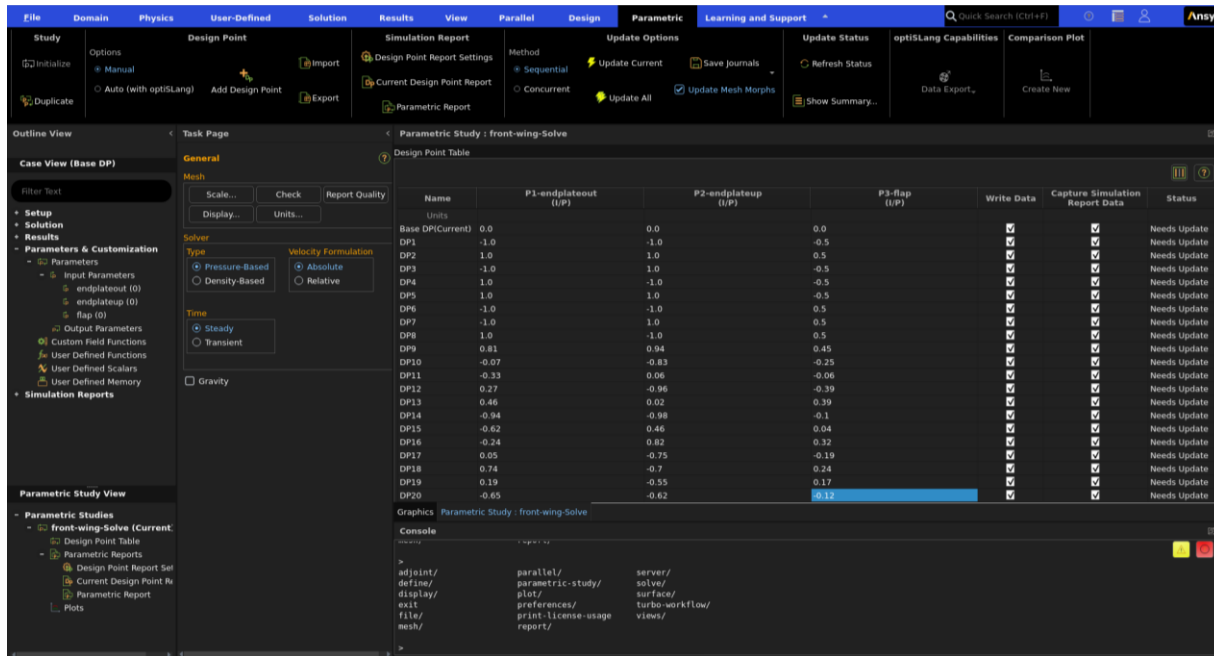 File Domain Physics User-Defined Solution Results View Parallel Design Parametric Learning and Support Quick Search (Ctrl+F) Ansy
Study Design Point Simulation Report Update Options Update Status optiSLang Capabilities Comparison Plot
Initialize
Duplicate
Options
Manual
Auto (with optiSLang)
Add Design Point
Import
Export
Design Point Report Settings
Current Design Point Report
Parametric Report
Method
Sequential
Concurrent
Update Current
Update All
Save Journals
Update Mesh Morphs
Refresh Status
Show Summary...
Data Export
Create New
Outline View
Case View (Base DP)
Filter Text
Setup
Solution
Results
Parameters & Customization
Parameters
Input Parameters
endplateout (0)
endplateup (0)
flap (0)
Output Parameters
Custom Field Functions
User Defined Functions
User Defined Scalars
User Defined Memory
Simulation Reports
Parametric Study View
Parametric Studies
front-wing-Solve (Current
Design Point Table
Parametric Reports
Design Point Report Set
Current Design Point Re
Parametric Report
Plots
Task Page
General
Mesh
Scale... Check Report Quality
Display... Units...
Solver
Type Velocity Formulation
Pressure-Based Absolute
Density-Based Relative
Time
Steady
Transient
Gravity
Parametric Study : front-wing-Solve
Design Point Table
Name P1-endplateout (I/P) P2-endplateup (I/P) P3-flap (I/P) Write Data Capture Simulation Report Data Status
Units
Base DP(Current) 0.0 0.0 0.0 Needs Update
DP1 -1.0 -1.0 -0.5 Needs Update
DP2 1.0 1.0 0.5 Needs Update
DP3 -1.0 1.0 -0.5 Needs Update
DP4 1.0 -1.0 -0.5 Needs Update
DP5 1.0 1.0 -0.5 Needs Update
DP6 -1.0 -1.0 0.5 Needs Update
DP7 -1.0 1.0 0.5 Needs Update
DP8 1.0 -1.0 0.5 Needs Update
DP9 0.81 0.94 0.45 Needs Update
DP10 -0.07 -0.83 -0.25 Needs Update
DP11 -0.33 0.06 -0.06 Needs Update
DP12 0.27 -0.96 -0.39 Needs Update
DP13 0.46 0.02 0.39 Needs Update
DP14 -0.94 -0.98 -0.1 Needs Update
DP15 -0.62 0.46 0.04 Needs Update
DP16 -0.24 0.82 0.32 Needs Update
DP17 0.05 -0.75 -0.19 Needs Update
DP18 0.74 -0.7 0.24 Needs Update
DP19 0.19 -0.55 0.17 Needs Update
DP20 -0.65 -0.62 -0.12 Needs Update
Graphics Parametric Study : front-wing-Solve
Console
>
adjoint/ parallel/ server/
define/ parametric-study/ solve/
display/ plot/ surface/
exit preferences/ turbo-workflow/
file/ print-license-usage views/
mesh/ report/
>